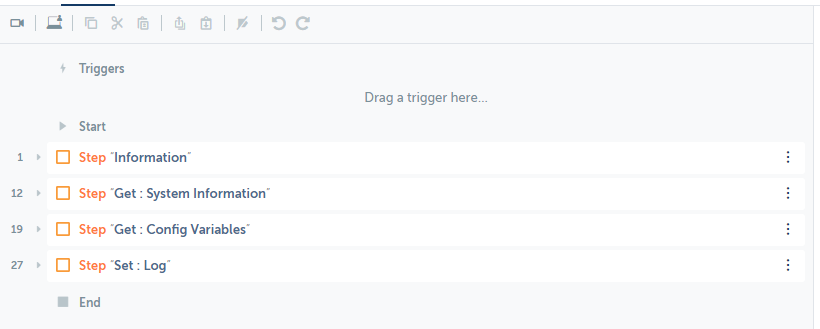 Triggers
Drag a trigger here...
Start
1 Step "Information"
12 Step "Get : System Information"
19 Step "Get : Config Variables"
27 Step "Set : Log"
End